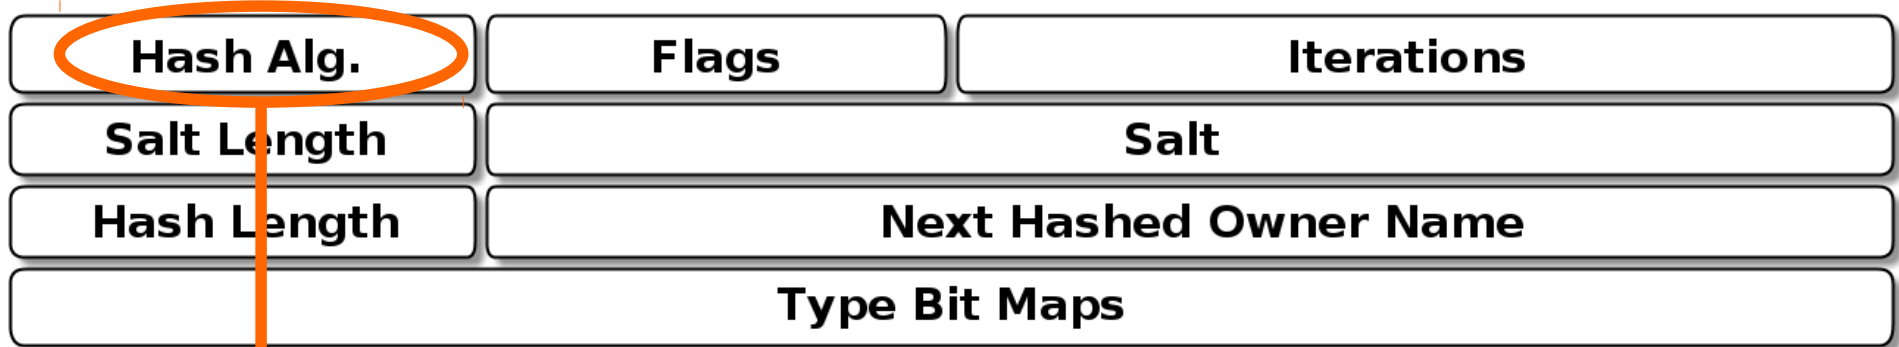 Hash Alg. Flags Iterations
Salt Length Salt
Hash Length Next Hashed Owner Name
Type Bit Maps